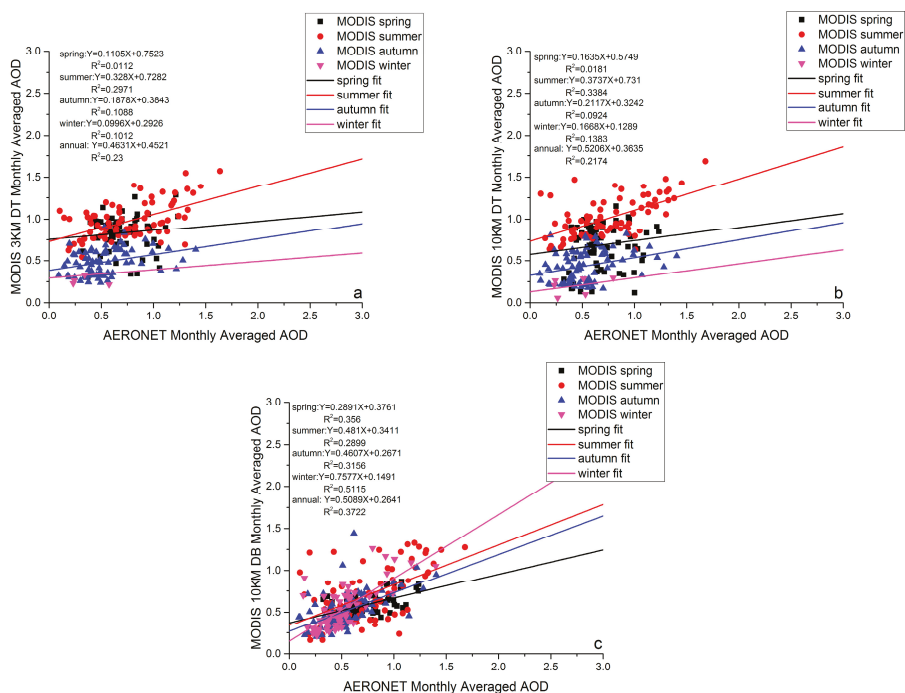 MODIS spring
MODIS summer
MODIS autumn
MODIS winter
spring fit
summer fit
autumn fit
winter fit
spring:Y=0.1105X+0.7523
R²=0.0112
summer:Y=0.328X+0.7282
R²=0.2971
autumn:Y=0.1878X+0.3843
R²=0.1088
winter:Y=0.0996X+0.2926
R²=0.1012
annual:Y=0.4631X+0.4521
R²=0.23
3.0
2.5
2.0
1.5
1.0
0.5
0.0
MODIS 3KM DT Monthly Averaged AOD
a
0.0 0.5 1.0 1.5 2.0 2.5 3.0
AERONET Monthly Averaged AOD
MODIS spring
MODIS summer
MODIS autumn
MODIS winter
spring fit
summer fit
autumn fit
winter fit
spring:Y=0.1635X+0.5749
R²=0.0181
summer:Y=0.3737X+0.731
R²=0.3384
autumn:Y=0.2117X+0.3242
R²=0.0924
winter:Y=0.1668X+0.1289
R²=0.1383
annual:Y=0.5206X+0.3635
R²=0.2174
3.0
2.5
2.0
1.5
1.0
0.5
0.0
MODIS 10KM DT Monthly Averaged AOD
b
0.0 0.5 1.0 1.5 2.0 2.5 3.0
AERONET Monthly Averaged AOD
MODIS spring
MODIS summer
MODIS autumn
MODIS winter
spring fit
summer fit
autumn fit
winter fit
spring:Y=0.2891X+0.3761
R²=0.356
summer:Y=0.481X+0.3411
R²=0.2899
autumn:Y=0.4607X+0.2671
R²=0.3156
winter:Y=0.7577X+0.1491
R²=0.5115
annual: Y=0.5089X+0.2641
R²=0.3722
3.0
2.5
2.0
1.5
1.0
0.5
0.0
MODIS 10KM DB Monthly Averaged AOD
c
0.0 0.5 1.0 1.5 2.0 2.5 3.0
AERONET Monthly Averaged AOD